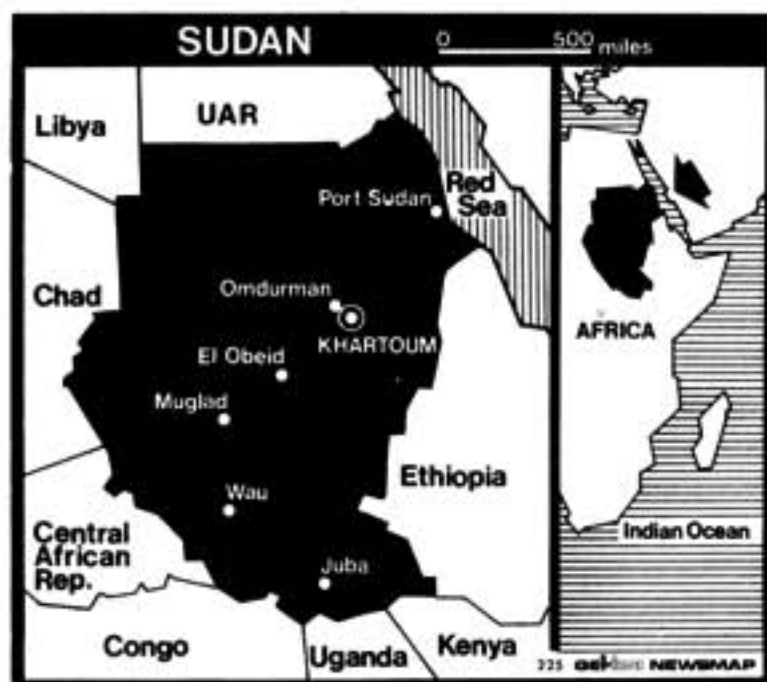 SUDAN
0 500 miles
Libya
UAR
Port Sudan
Red
Sea
Chad
Omdurman
KHARTOUM
El Obeid
Muglad
Wau
Ethiopia
Central
African
Rep.
Juba
Congo
Uganda
Kenya
AFRICA
Indian Ocean
225
NEWSMAP